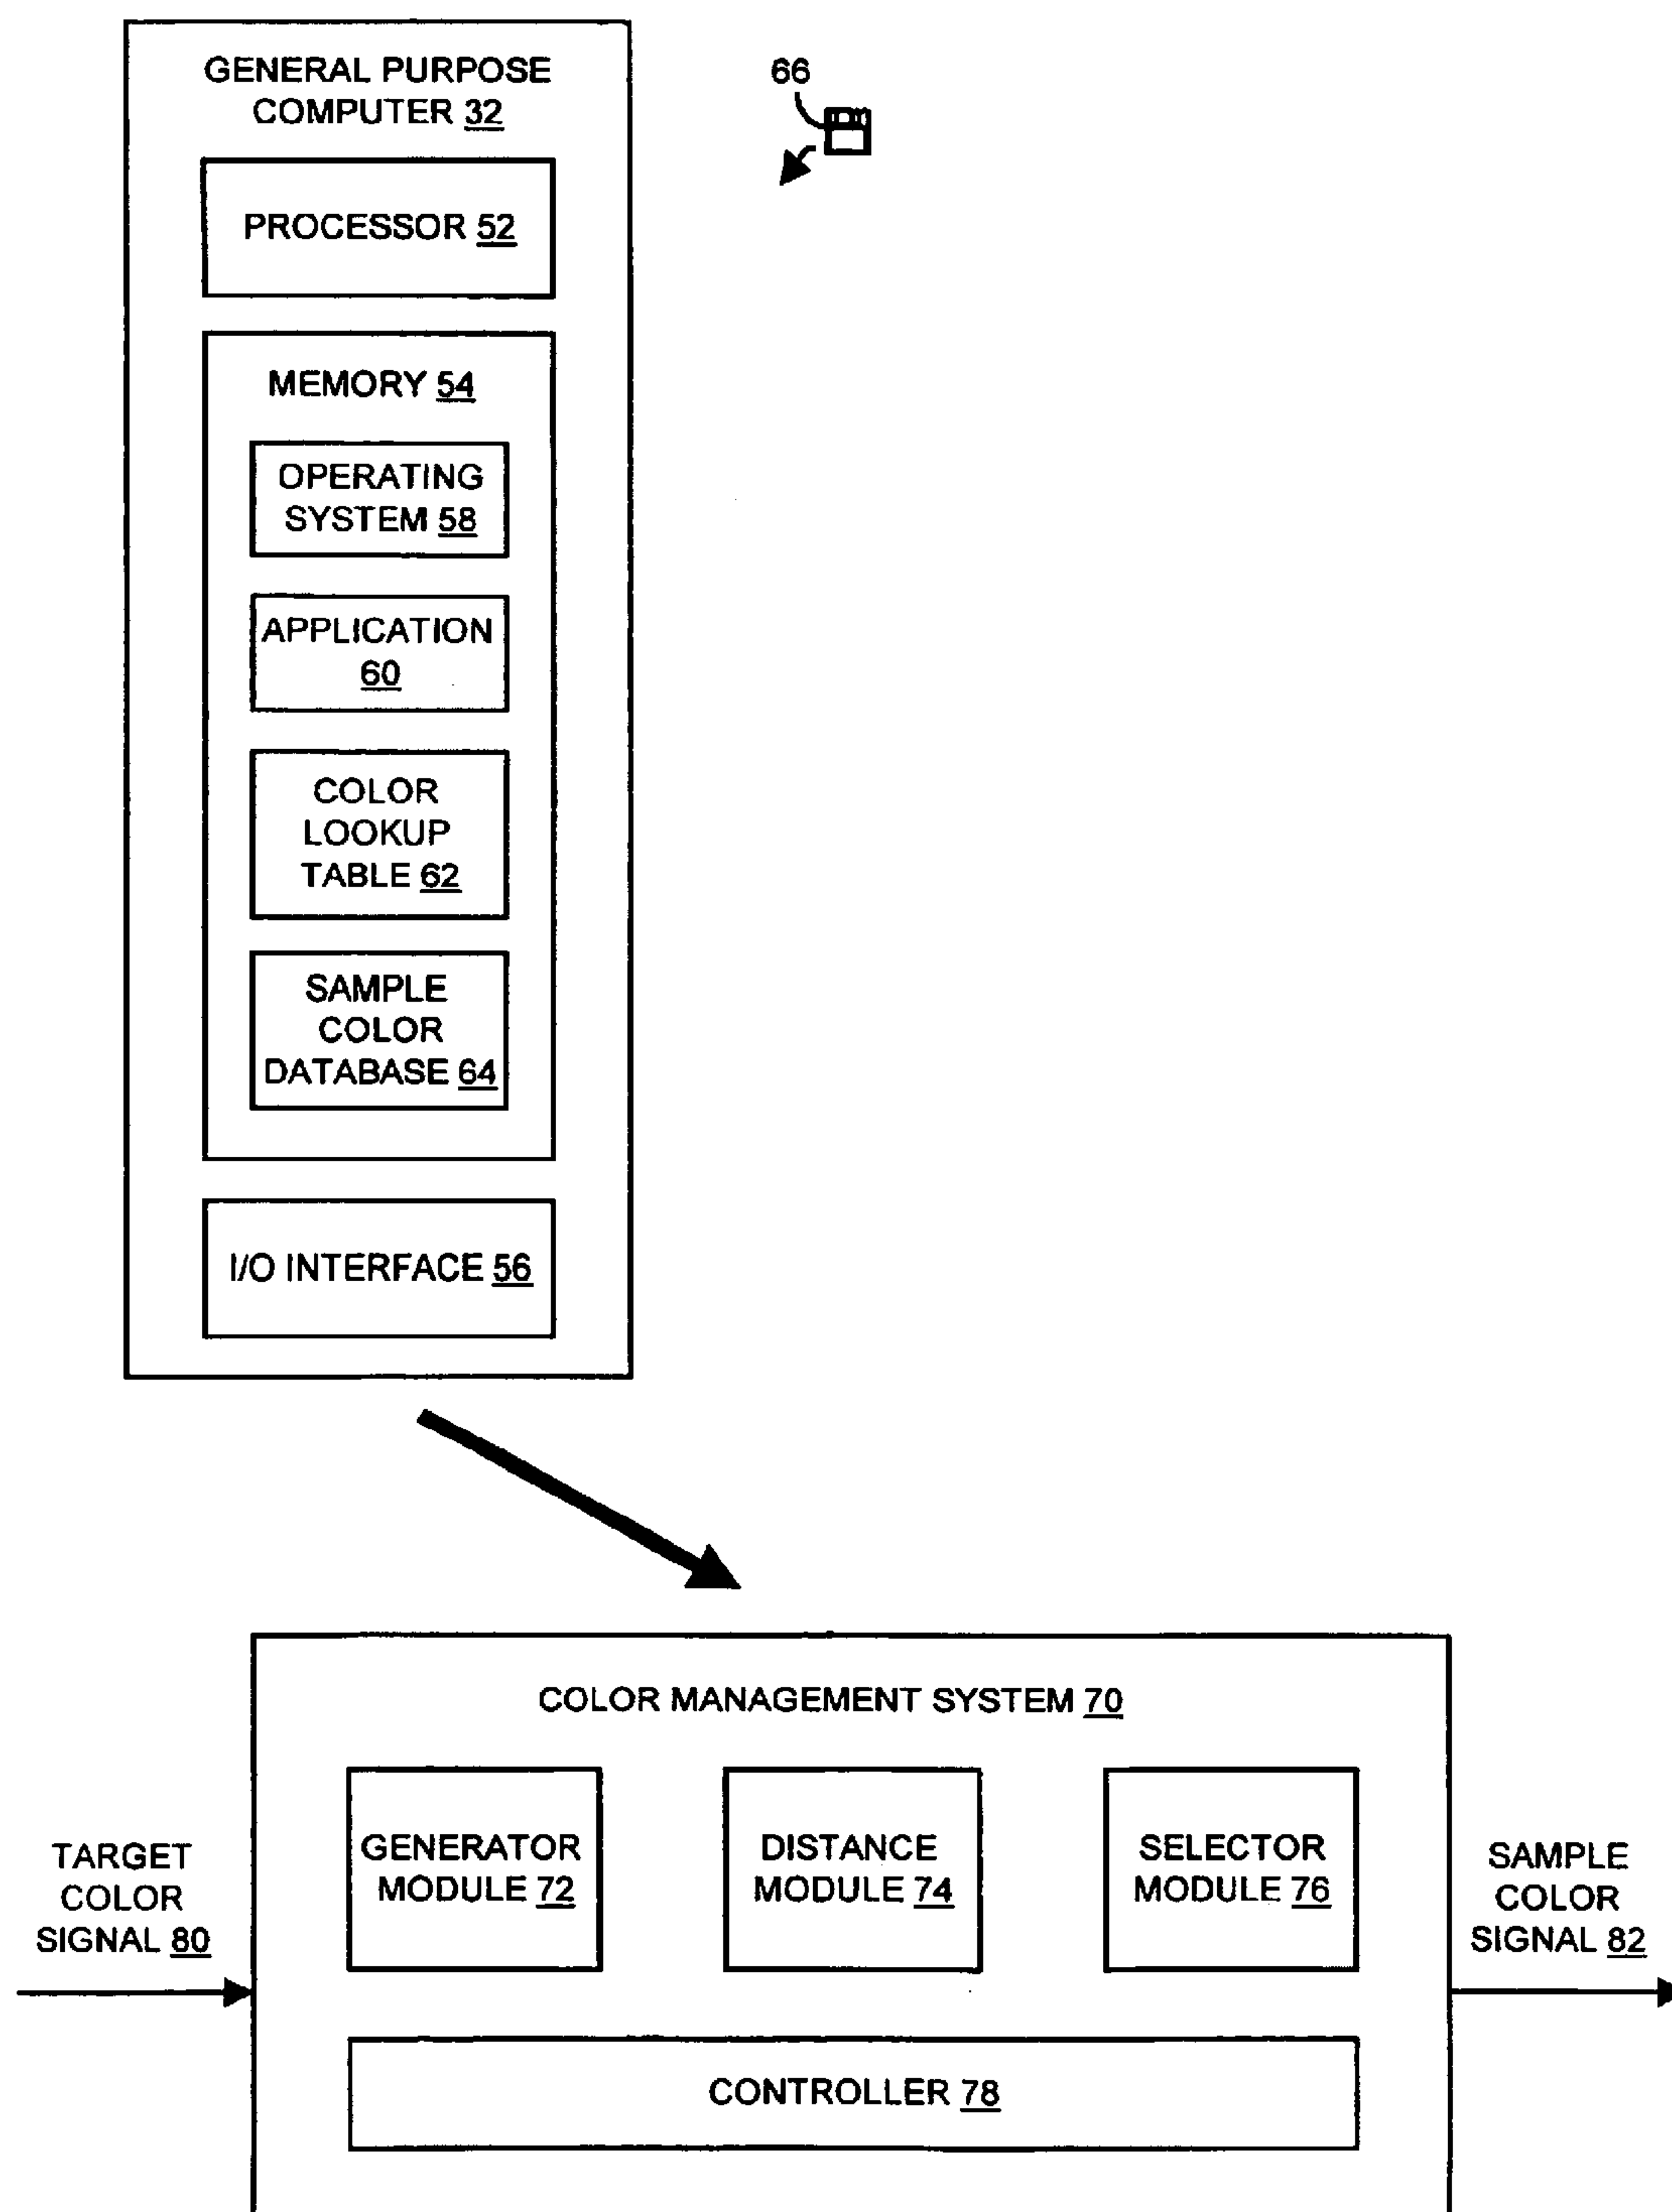 GENERAL PURPOSE
COMPUTER 32
66
PROCESSOR 52
MEMORY 54
OPERATING
SYSTEM 58
APPLICATION
60
COLOR
LOOKUP
TABLE 62
SAMPLE
COLOR
DATABASE 64
I/O INTERFACE 56
COLOR MANAGEMENT SYSTEM 70
TARGET
COLOR
SIGNAL 80
GENERATOR
MODULE 72
DISTANCE
MODULE 74
SELECTOR
MODULE 76
SAMPLE
COLOR
SIGNAL 82
CONTROLLER 78